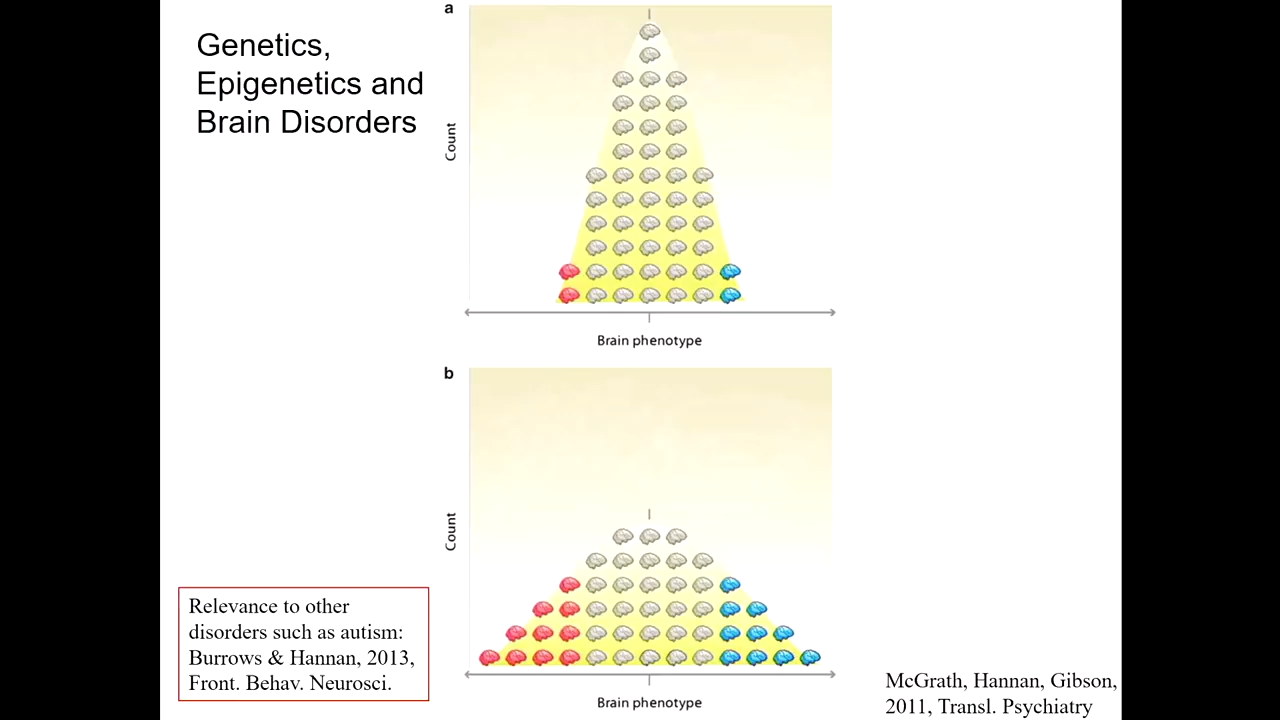 Genetics,
Epigenetics and
Brain Disorders
a
Count
Brain phenotype
b
Count
Brain phenotype
Relevance to other
disorders such as autism:
Burrows & Hannan, 2013,
Front. Behav. Neurosci.
McGrath, Hannan, Gibson,
2011, Transl. Psychiatry